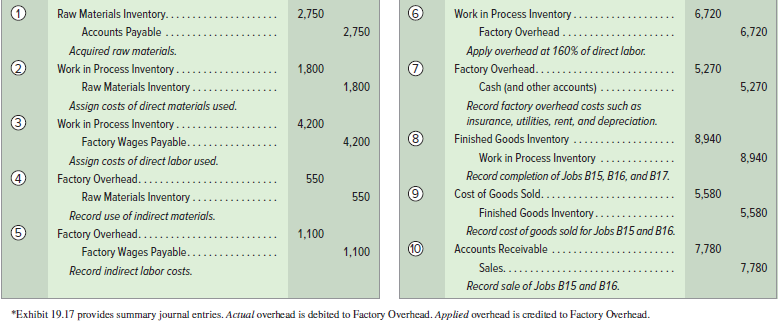 ① Raw Materials Inventory. . . . . . . . . . . . . . . . . . . . 2,750
Accounts Payable . . . . . . . . . . . . . . . . . . . . 2,750
Acquired raw materials.
② Work in Process Inventory . . . . . . . . . . . . . . . . . . 1,800
Raw Materials Inventory . . . . . . . . . . . . . . . 1,800
Assign costs of direct materials used.
③ Work in Process Inventory . . . . . . . . . . . . . . . . . . 4,200
Factory Wages Payable. . . . . . . . . . . . . . . . 4,200
Assign costs of direct labor used.
④ Factory Overhead. . . . . . . . . . . . . . . . . . . . . . . . . 550
Raw Materials Inventory . . . . . . . . . . . . . . . 550
Record use of indirect materials.
⑤ Factory Overhead. . . . . . . . . . . . . . . . . . . . . . . . . 1,100
Factory Wages Payable. . . . . . . . . . . . . . . . 1,100
Record indirect labor costs.
⑥ Work in Process Inventory . . . . . . . . . . . . . . . . . . 6,720
Factory Overhead . . . . . . . . . . . . . . . . . . . . 6,720
Apply overhead at 160% of direct labor.
⑦ Factory Overhead. . . . . . . . . . . . . . . . . . . . . . . . . 5,270
Cash (and other accounts) . . . . . . . . . . . . . 5,270
Record factory overhead costs such as
insurance, utilities, rent, and depreciation.
⑧ Finished Goods Inventory . . . . . . . . . . . . . . . . . . 8,940
Work in Process Inventory . . . . . . . . . . . . . 8,940
Record completion of Jobs B15, B16, and B17.
⑨ Cost of Goods Sold. . . . . . . . . . . . . . . . . . . . . . . . 5,580
Finished Goods Inventory. . . . . . . . . . . . . . 5,580
Record cost of goods sold for Jobs B15 and B16.
⑩ Accounts Receivable . . . . . . . . . . . . . . . . . . . . . . 7,780
Sales. . . . . . . . . . . . . . . . . . . . . . . . . . . . . . 7,780
Record sale of Jobs B15 and B16.
*Exhibit 19.17 provides summary journal entries. Actual overhead is debited to Factory Overhead. Applied overhead is credited to Factory Overhead.